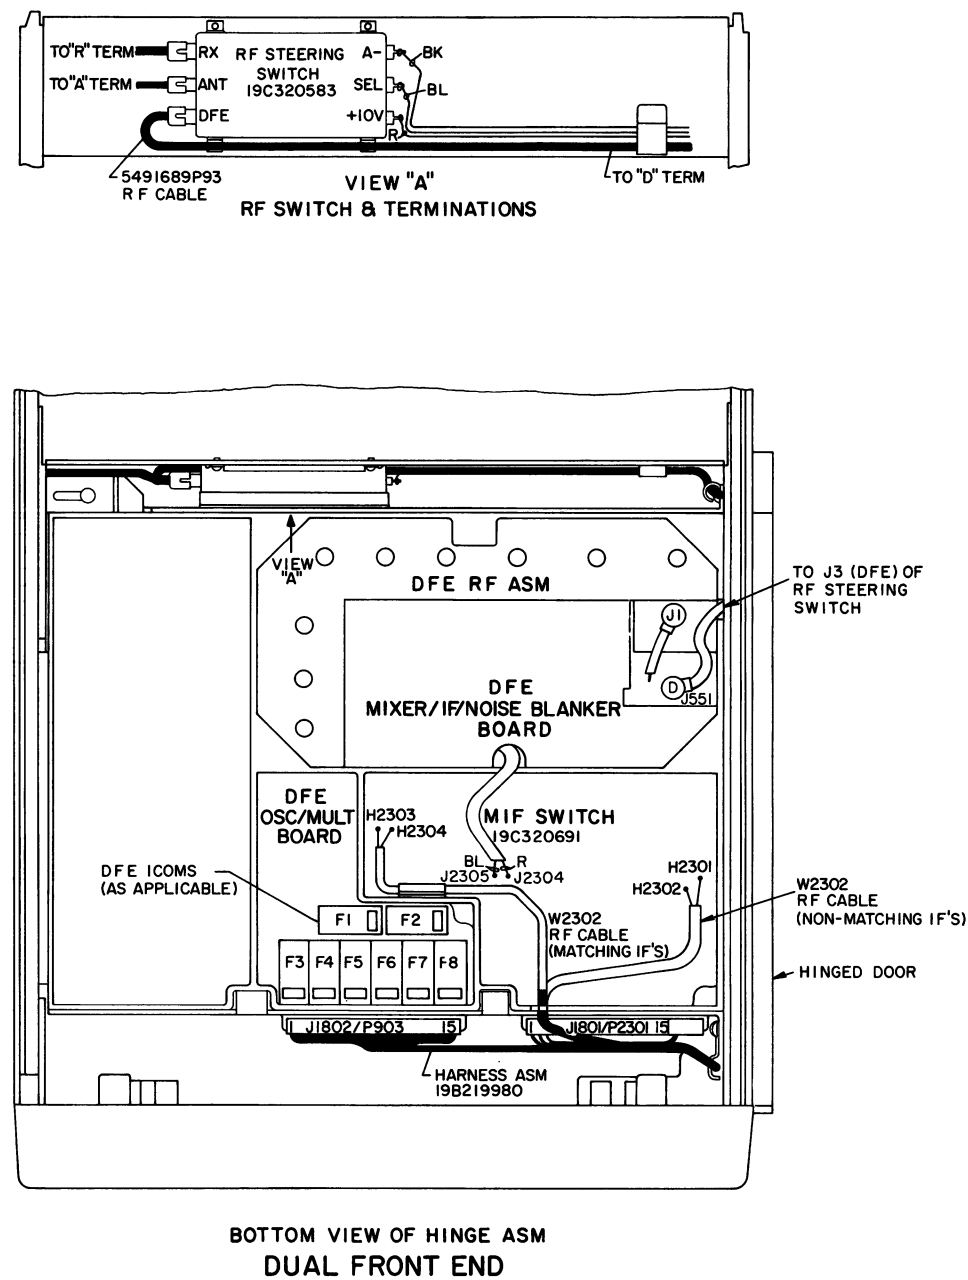 TO"R" TERM
RX
RF STEERING
SWITCH
19C320583
A-
BK
TO"A"TERM
ANT
SEL
BL
DFE
+10V
R
5491689P93
RF CABLE
TO "D" TERM
VIEW "A"
RF SWITCH & TERMINATIONS
VIEW
"A"
DFE RF ASM
TO J3 (DFE) OF
RF STEERING
SWITCH
J1
D
J551
DFE
MIXER/IF/NOISE BLANKER
BOARD
DFE
OSC/MULT
BOARD
H2303
H2304
MIF SWITCH
19C320691
BL
R
J2305
J2304
H2301
H2302
DFE ICOMS
(AS APPLICABLE)
W2302
RF CABLE
(NON-MATCHING IF'S)
F1
F2
W2302
RF CABLE
(MATCHING IF'S)
F3
F4
F5
F6
F7
F8
HINGED DOOR
1
J1802/P903
15
1
J1801/P2301
15
HARNESS ASM
19B219980
BOTTOM VIEW OF HINGE ASM
DUAL FRONT END